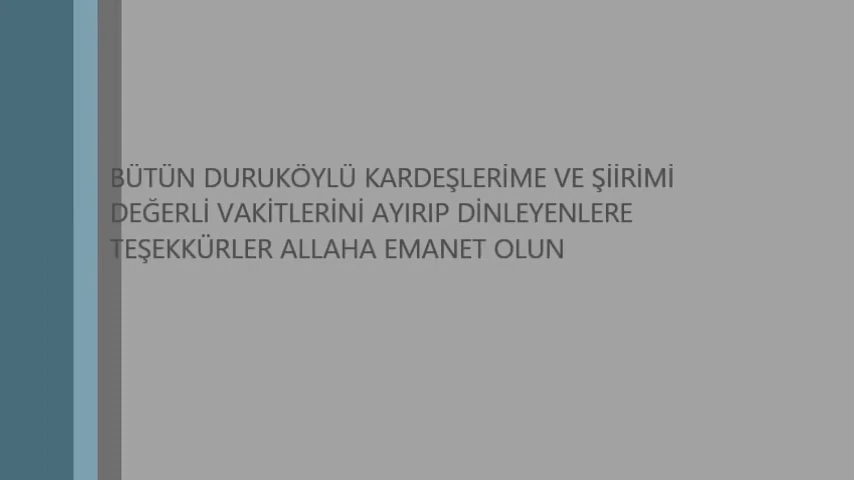 BÜTÜN DURUKÖYLÜ KARDEŞLERİME VE ŞİİRİMİ
DEĞERLİ VAKİTLERİNİ AYIRIP DİNLEYENLERE
TEŞEKKÜRLER ALLAHA EMANET OLUN